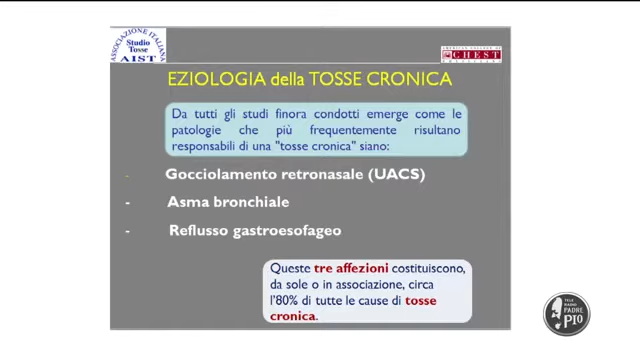 ASSOCIAZIONE ITALIANA
Studio
Tosse
AIST
CHEST
EZIOLOGIA della TOSSE CRONICA
Da tutti gli studi finora condotti emerge come le
patologie che più frequentemente risultano
responsabili di una "tosse cronica" siano:
- Gocciolamento retronasale (UACS)
- Asma bronchiale
- Reflusso gastroesofageo
Queste tre affezioni costituiscono,
da sole o in associazione, circa
l'80% di tutte le cause di tosse
cronica.
TELE
RADIO
PADRE
PIO